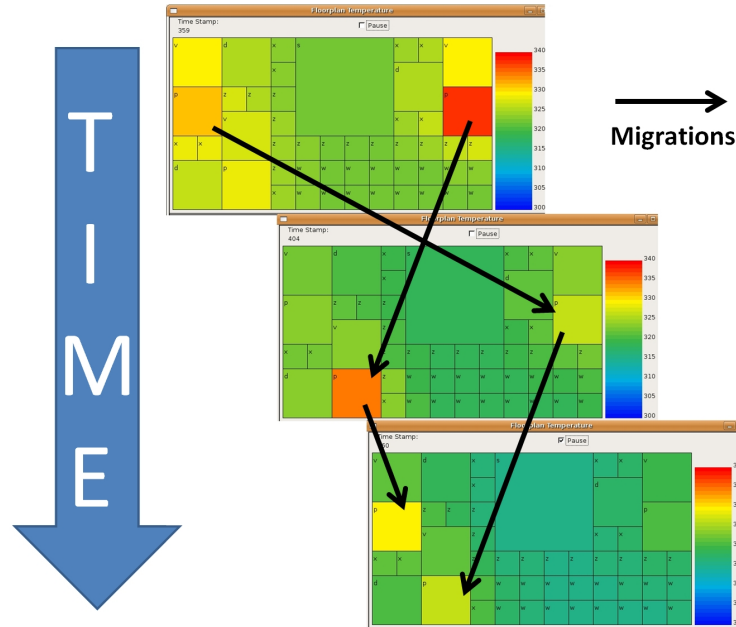 TIME
Migrations
Floorplan Temperature
Time Stamp:
359
Pause
v d x s x x v
x d
p z z p
v z x x
x x z z z z z z z z z
d p z w w w w w w w
x w w w w w w w
340
335
330
325
320
315
310
305
300
Floorplan Temperature
Time Stamp:
404
Pause
v d x s x x v
x d
p z z z p
v x x
x x z z z z z z z z
d p z w w w w w w w
x w w w w w w w
340
335
330
325
320
315
310
305
300
Floorplan Temperature
Time Stamp:
Pause
v d x s x x v
x d
p z z z p
v x x
x x z z z z z z z z
d p z w w w w w w w
x w w w w w w w